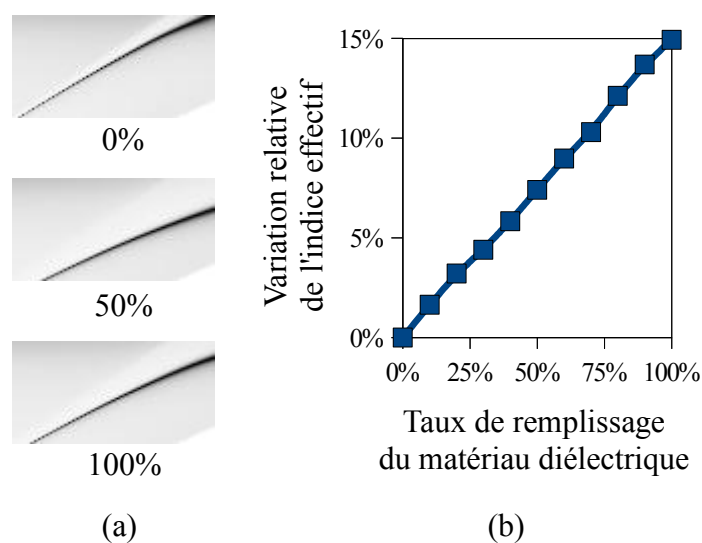 0%
50%
100%
(a)
Variation relative
de l'indice effectif
15%
10%
5%
0%
0% 25% 50% 75% 100%
Taux de remplissage
du matériau diélectrique
(b)